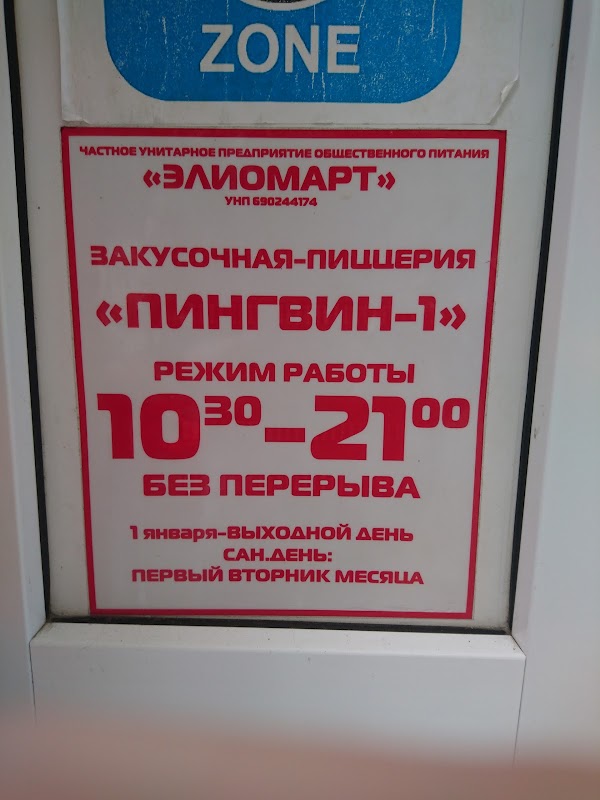 ZONE
ЧАСТНОЕ УНИТАРНОЕ ПРЕДПРИЯТИЕ ОБЩЕСТВЕННОГО ПИТАНИЯ
«ЭЛИОМАРТ»
УНП 690244174
ЗАКУСОЧНАЯ-ПИЦЦЕРИЯ
«ПИНГВИН-1»
РЕЖИМ РАБОТЫ
10³⁰-21⁰⁰
БЕЗ ПЕРЕРЫВА
1 января-ВЫХОДНОЙ ДЕНЬ
САН.ДЕНЬ:
ПЕРВЫЙ ВТОРНИК МЕСЯЦА